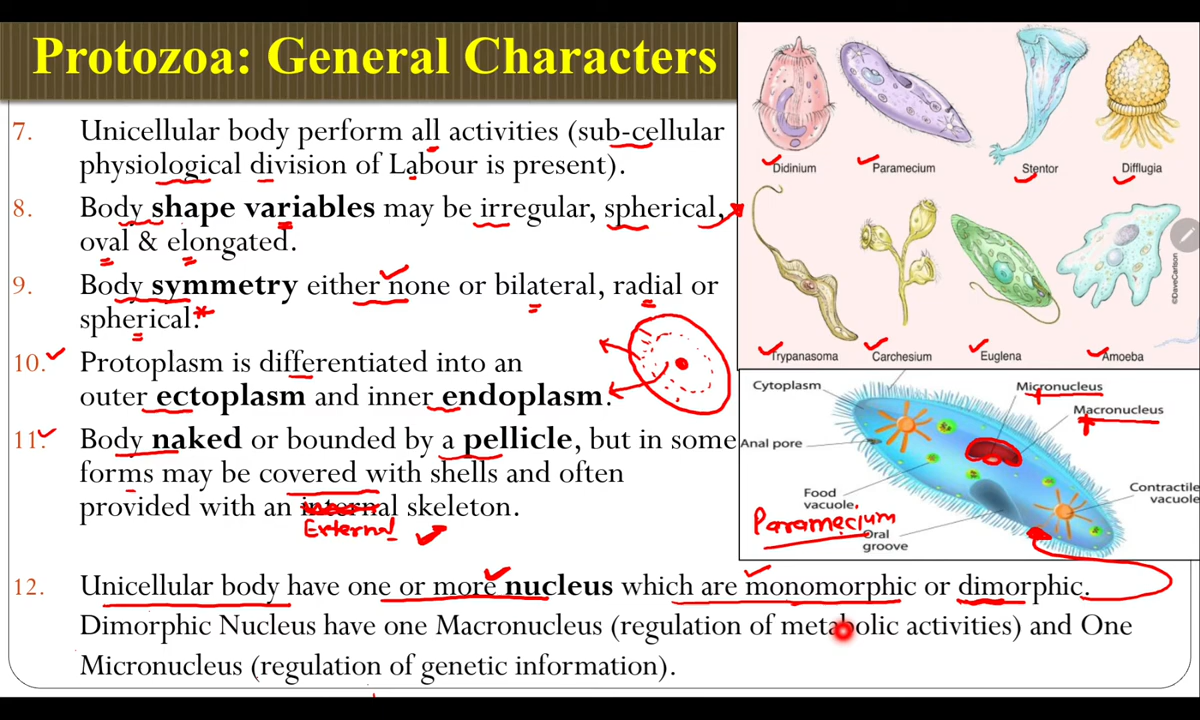 Protozoa: General Characters
7. Unicellular body perform all activities (sub-cellular
physiological division of Labour is present).
8. Body shape variables may be irregular, spherical,
oval & elongated.
9. Body symmetry either none or bilateral, radial or
spherical.*
10. Protoplasm is differentiated into an
outer ectoplasm and inner endoplasm.
11. Body naked or bounded by a pellicle, but in some
forms may be covered with shells and often
provided with an internal skeleton.
External
12. Unicellular body have one or more nucleus which are monomorphic or dimorphic.
Dimorphic Nucleus have one Macronucleus (regulation of metabolic activities) and One
Micronucleus (regulation of genetic information).
Didinium
Paramecium
Stentor
Difflugia
Trypanasoma
Carchesium
Euglena
Amoeba
©DaveCarlson
Cytoplasm
Micronucleus
Macronucleus
Anal pore
Food
vacuole
Contractile
vacuole
Paramecium
Oral
groove